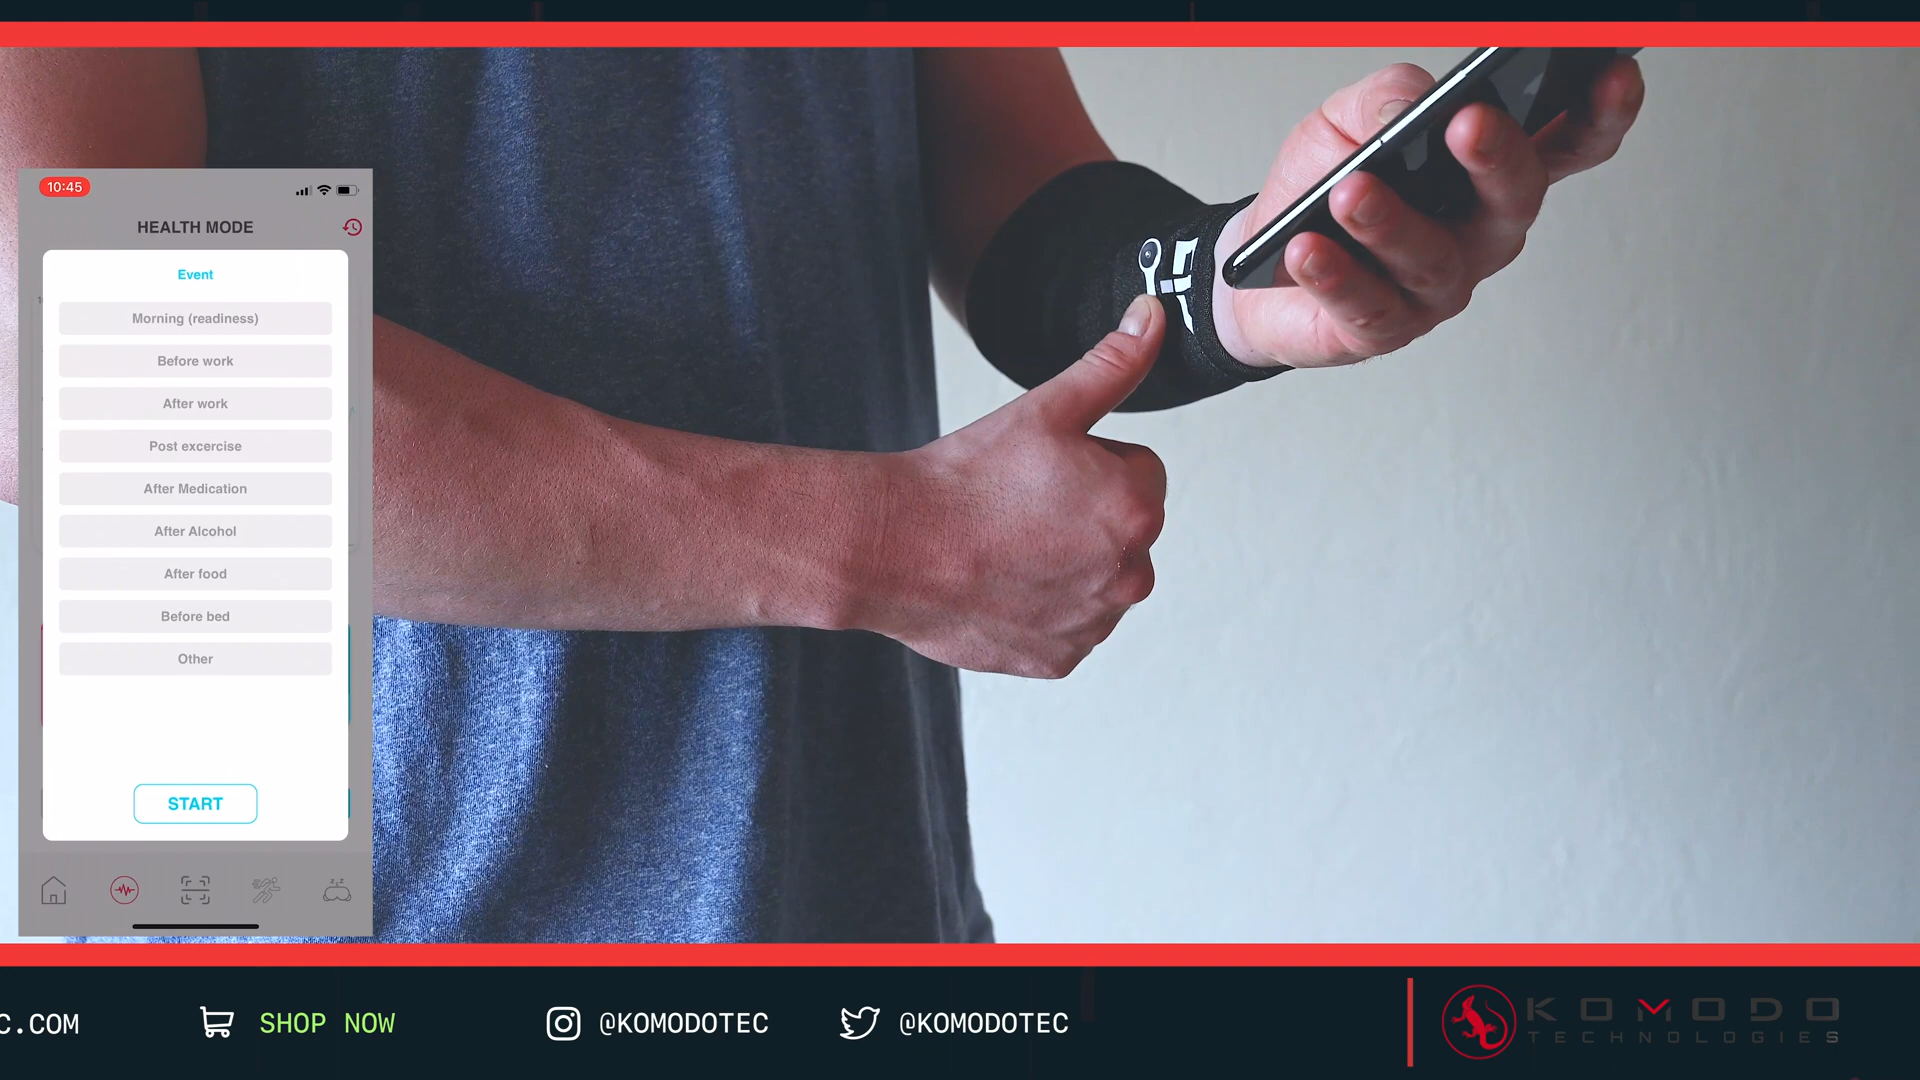 10:45
HEALTH MODE
Event
Morning (readiness)
Before work
After work
Post excercise
After Medication
After Alcohol
After food
Before bed
Other
START
C.COM
SHOP NOW
@KOMODOTEC
@KOMODOTEC
KOMODO
TECHNOLOGIES